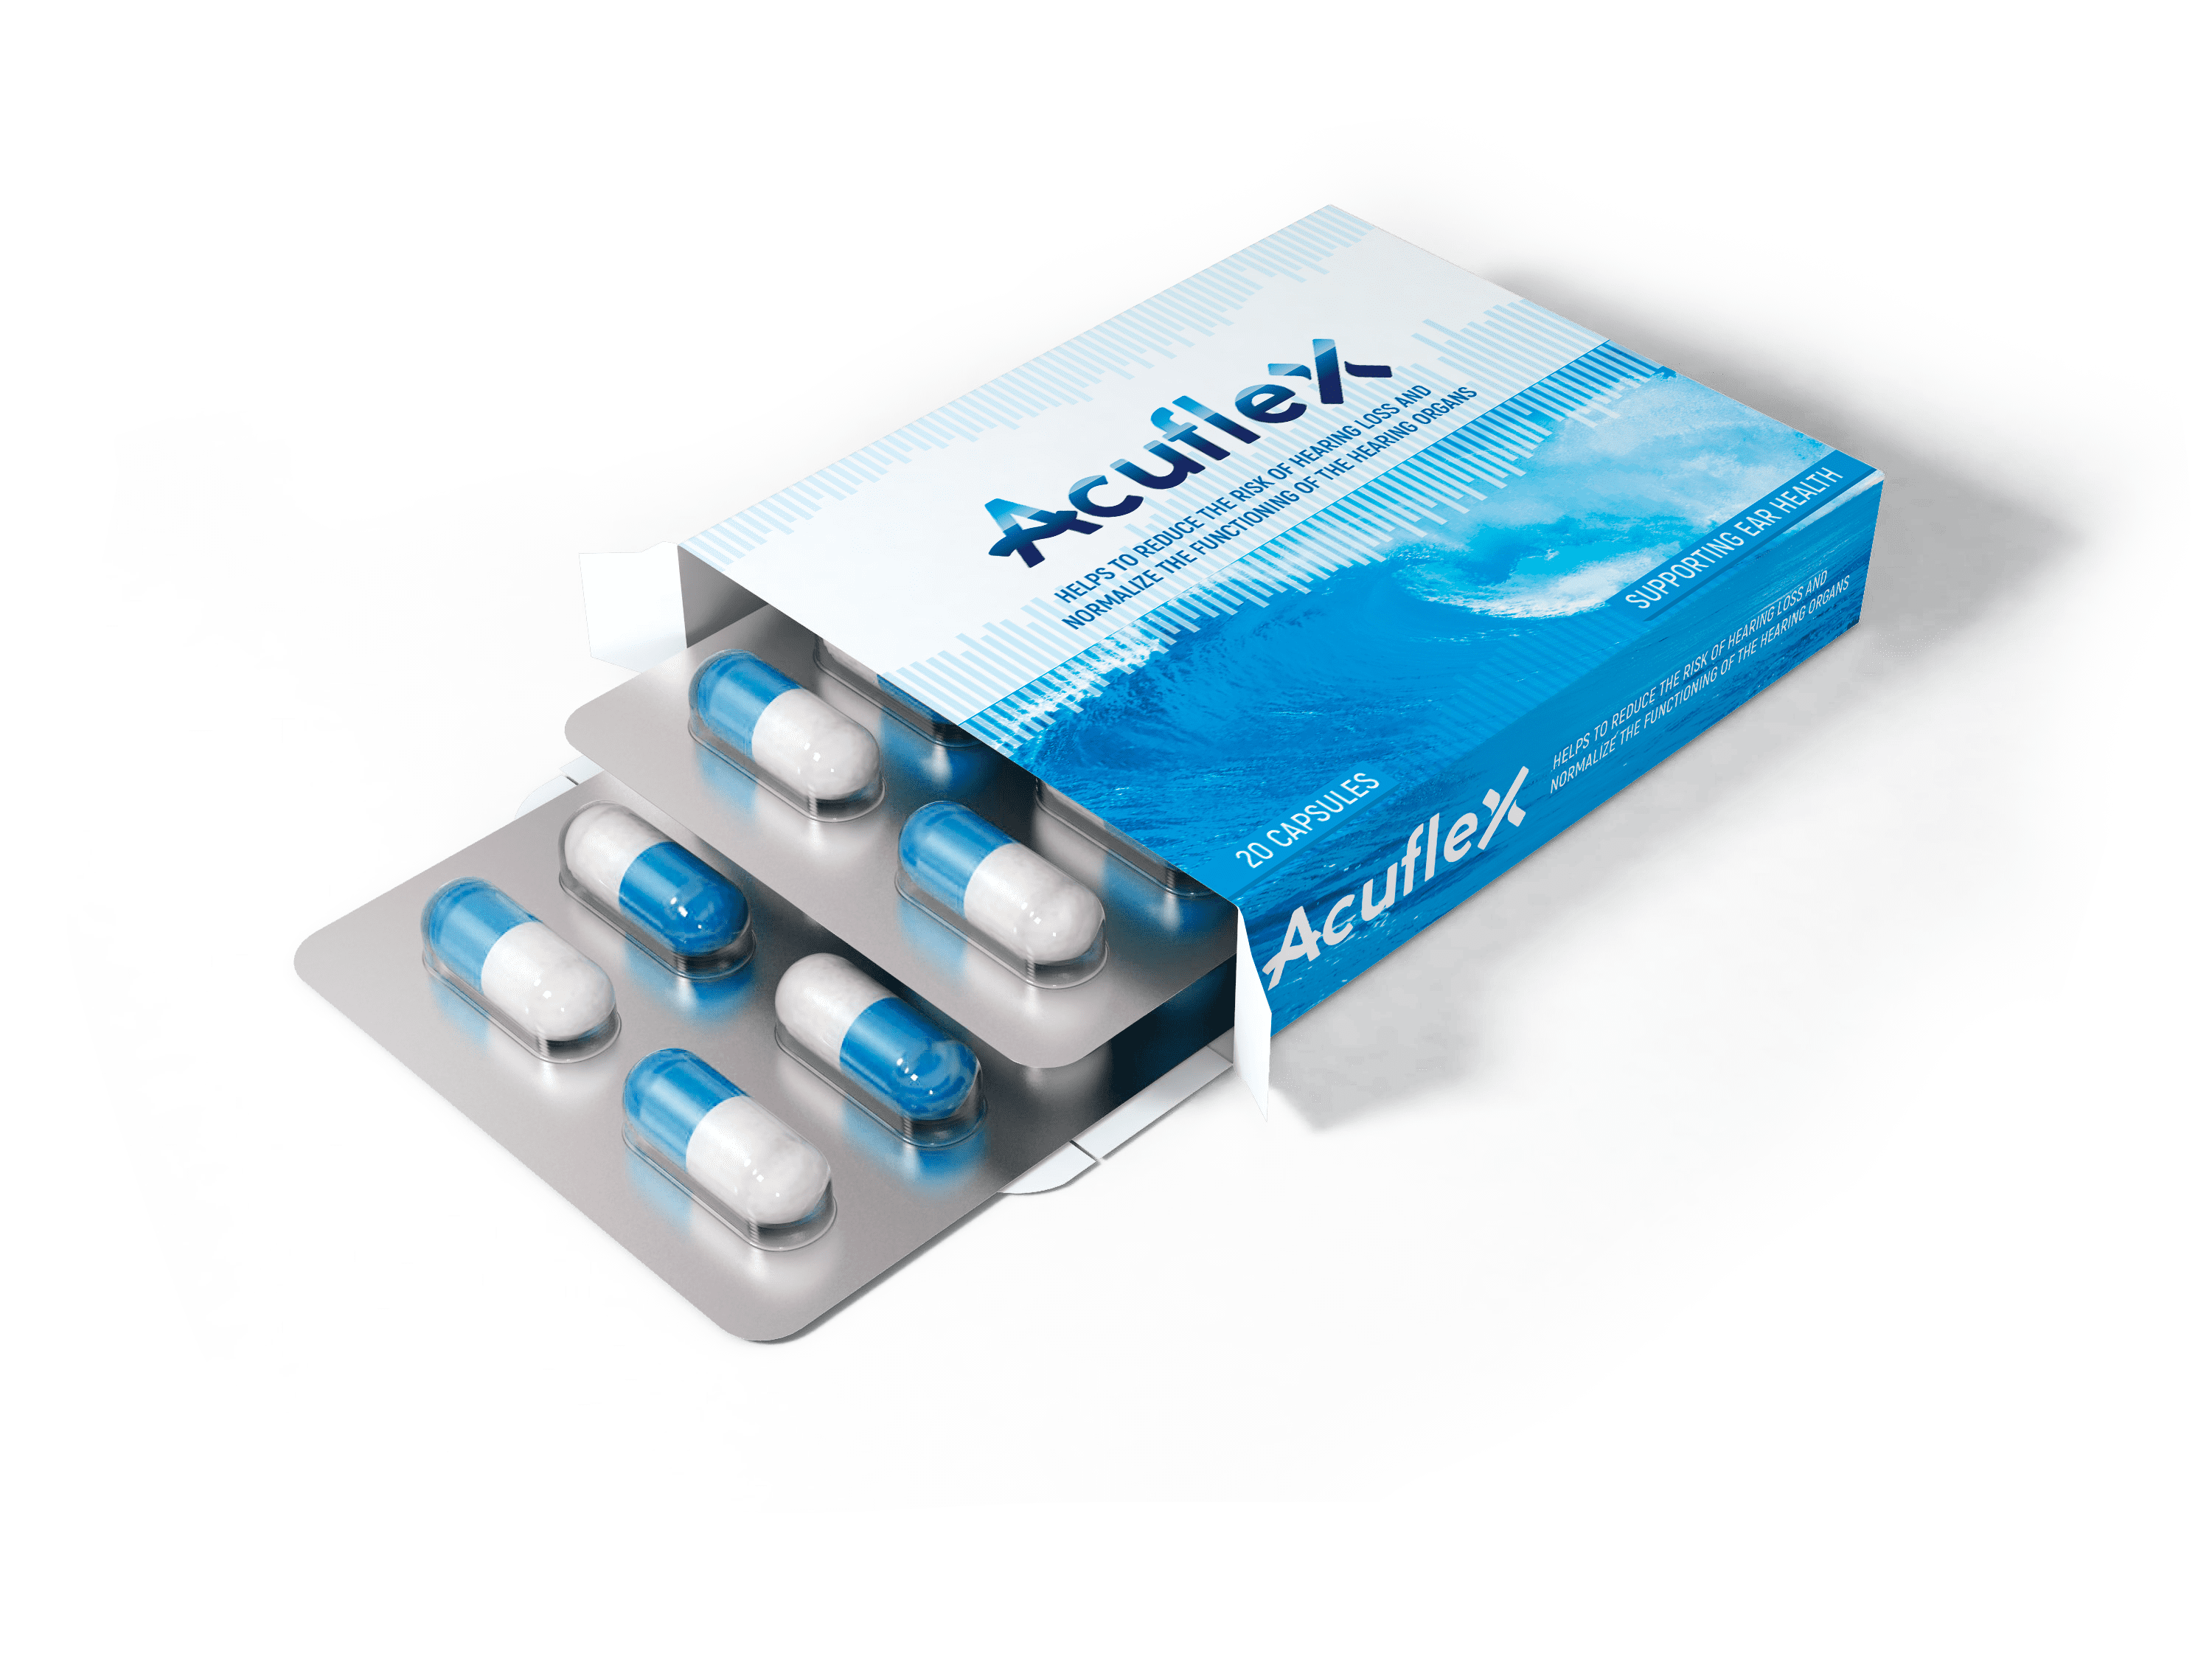 Acuflex
HELPS TO REDUCE THE RISK OF HEARING LOSS AND
NORMALIZE THE FUNCTIONING OF THE HEARING ORGANS
SUPPORTING EAR HEALTH
20 CAPSULES
Acuflex
HELPS TO REDUCE THE RISK OF HEARING LOSS AND
NORMALIZE THE FUNCTIONING OF THE HEARING ORGANS